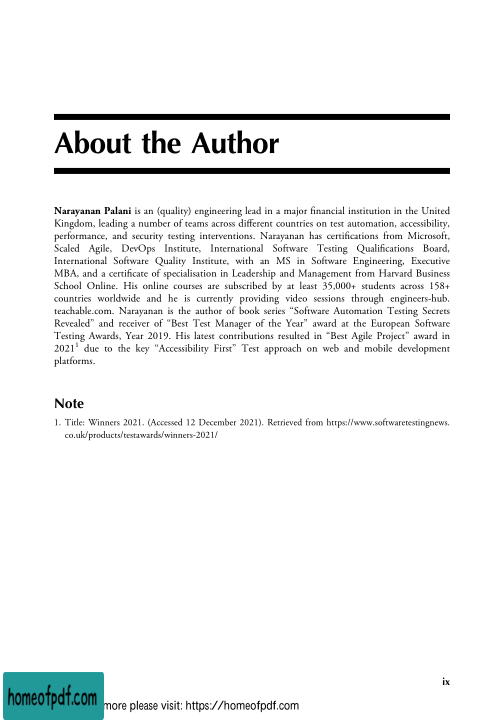 About the Author
Narayanan Palani is an (quality) engineering lead in a major financial institution in the United
Kingdom, leading a number of teams across different countries on test automation, accessibility,
performance, and security testing interventions. Narayanan has certifications from Microsoft,
Scaled Agile, DevOps Institute, International Software Testing Qualifications Board,
International Software Quality Institute, with an MS in Software Engineering, Executive
MBA, and a certificate of specialisation in Leadership and Management from Harvard Business
School Online. His online courses are subscribed by at least 35,000+ students across 158+
countries worldwide and he is currently providing video sessions through engineers-hub.
teachable.com. Narayanan is the author of book series “Software Automation Testing Secrets
Revealed” and receiver of “Best Test Manager of the Year” award at the European Software
Testing Awards, Year 2019. His latest contributions resulted in “Best Agile Project” award in
2021¹ due to the key “Accessibility First” Test approach on web and mobile development
platforms.
Note
1. Title: Winners 2021. (Accessed 12 December 2021). Retrieved from https://www.softwaretestingnews.
co.uk/products/testawards/winners-2021/
ix
homeofpdf.com
more please visit: https://homeofpdf.com